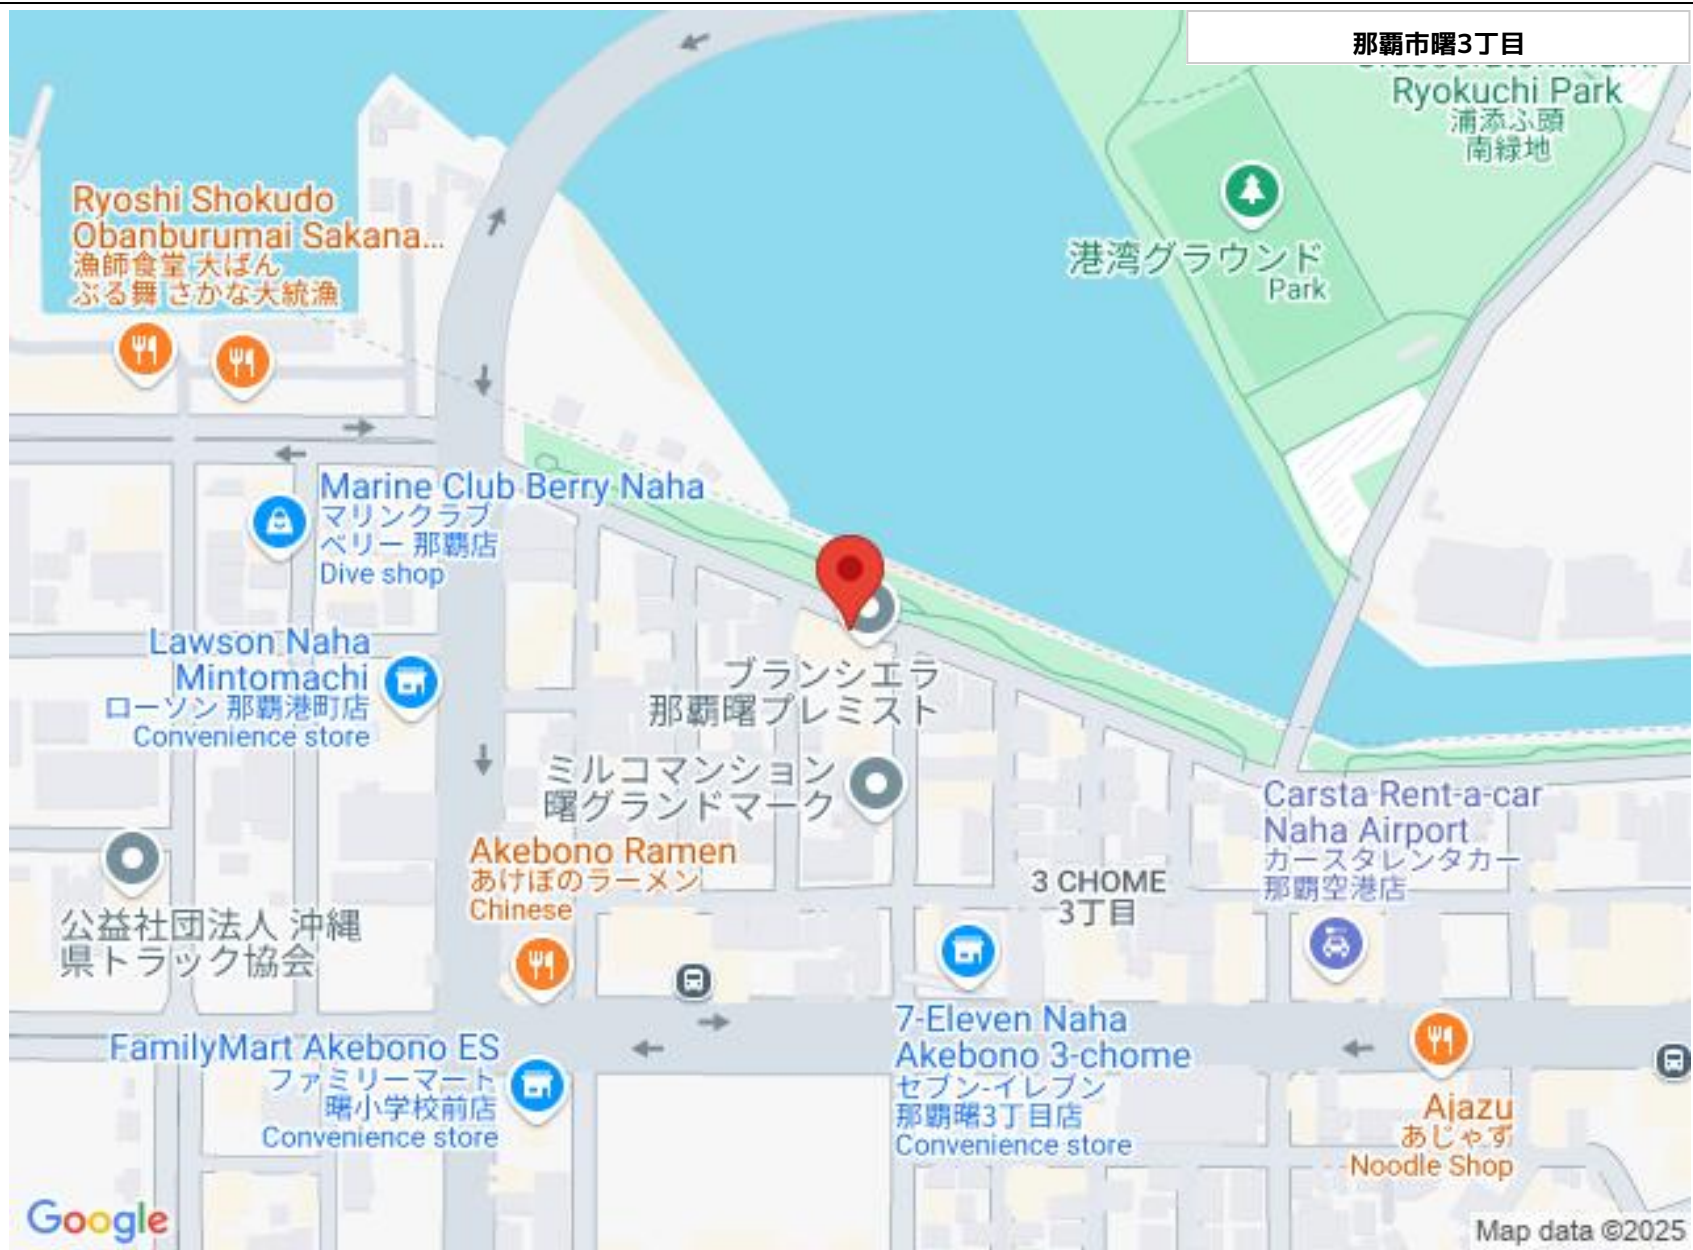 那覇市曙3丁目
Ryokuchi Park
浦添ふ頭
南緑地
Ryoshi Shokudo
Obanburumai Sakana...
漁師食堂 大ばん
ぶる舞 さかな大統漁
港湾グラウンド
Park
Marine Club Berry Naha
マリンクラブ
ベリー 那覇店
Dive shop
Lawson Naha
Mintomachi
ローソン 那覇港町店
Convenience store
ブランシエラ
那覇曙プレミスト
ミルコマンション
曙グランドマーク
Carsta Rent-a-car
Naha Airport
カースタレンタカー
那覇空港店
Akebono Ramen
あけぼのラーメン
Chinese
3 CHOME
3丁目
公益社団法人 沖縄
県トラック協会
7-Eleven Naha
Akebono 3-chome
セブン-イレブン
那覇曙3丁目店
Convenience store
FamilyMart Akebono ES
ファミリーマート
曙小学校前店
Convenience store
Ajazu
あじゃず
Noodle Shop
Google
Map data ©2025